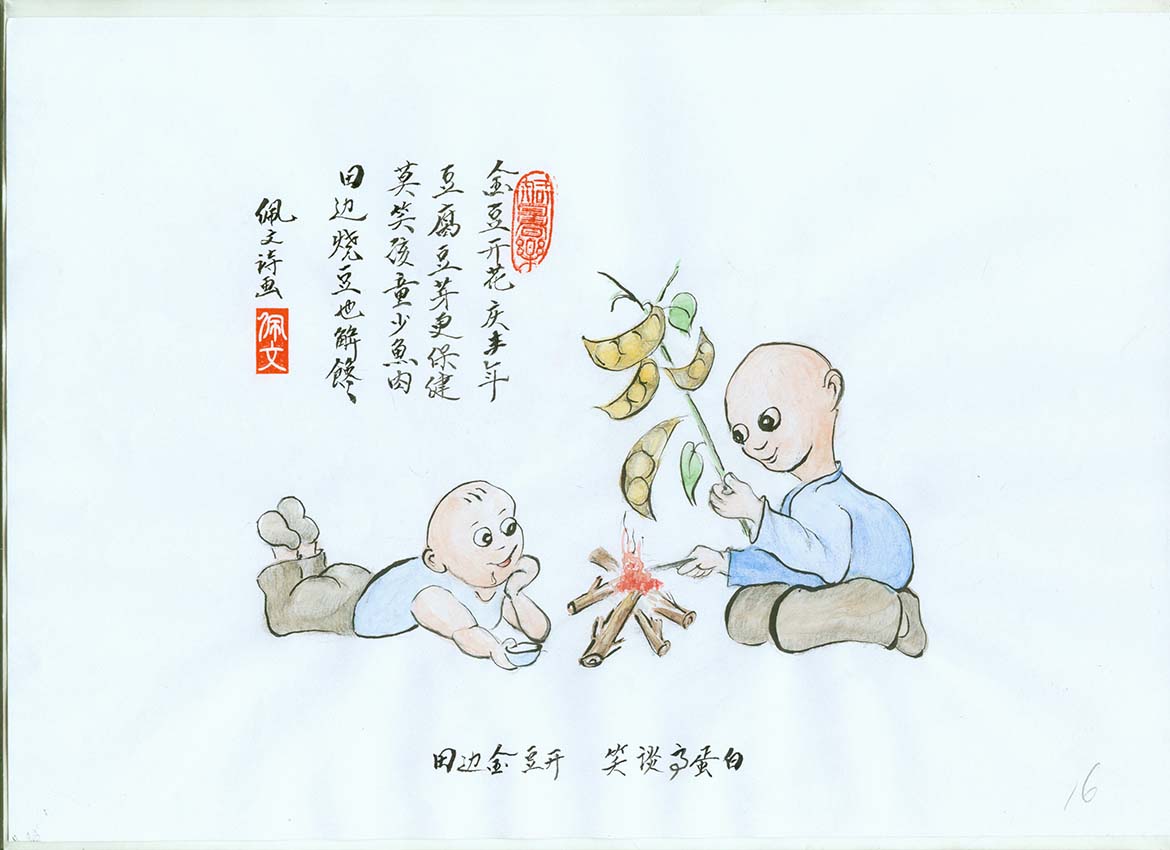 金豆开花庆丰年
豆腐豆芽更保健
莫笑孩童少魚肉
田边烧豆也解馋
佩文诗画
佩文
田边金豆开 笑谈高蛋白
16